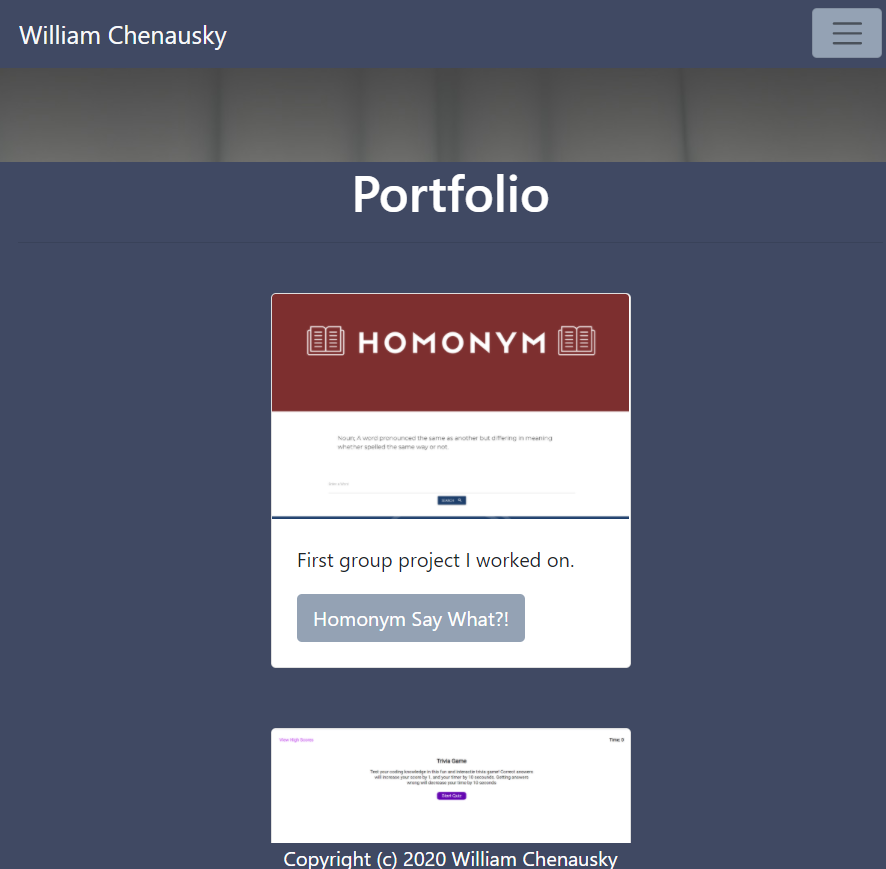 William Chenausky
Portfolio
HOMONYM
Noun; A word pronounced the same as another but differing in meaning
whether spelled the same way or not.
SEARCH
First group project I worked on.
Homonym Say What?!
View High Scores
Time: 0
Trivia Game
Test your coding knowledge in this fun and interactive trivia game! Correct answers
will increase your score by 1, and your timer by 10 seconds. Getting answers
wrong will decrease your time by 10 seconds
Start Quiz
Copyright (c) 2020 William Chenausky